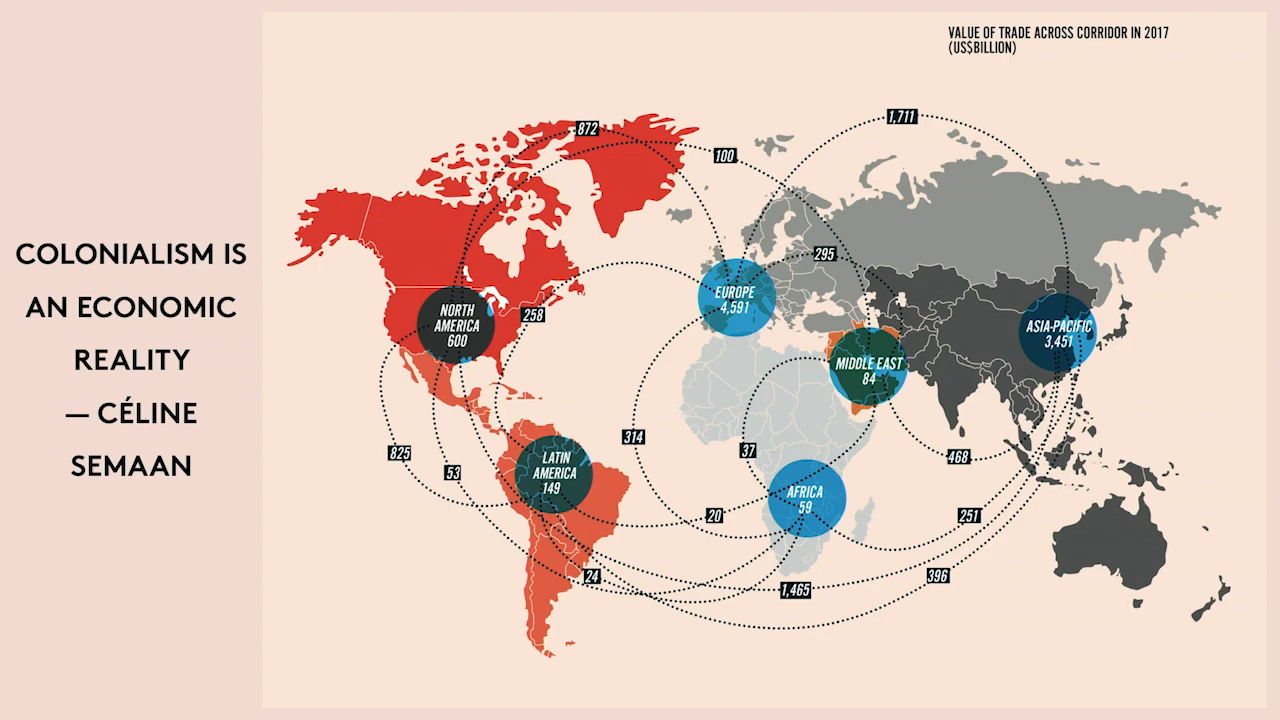 COLONIALISM IS
AN ECONOMIC
REALITY
— CÉLINE
SEMAAN
VALUE OF TRADE ACROSS CORRIDOR IN 2017
(US$BILLION)
872
1,711
100
295
EUROPE
4,591
NORTH
AMERICA
600
258
ASIA-PACIFIC
3,451
MIDDLE EAST
84
314
825
53
37
468
LATIN
AMERICA
149
AFRICA
59
20
251
24
1,465
396